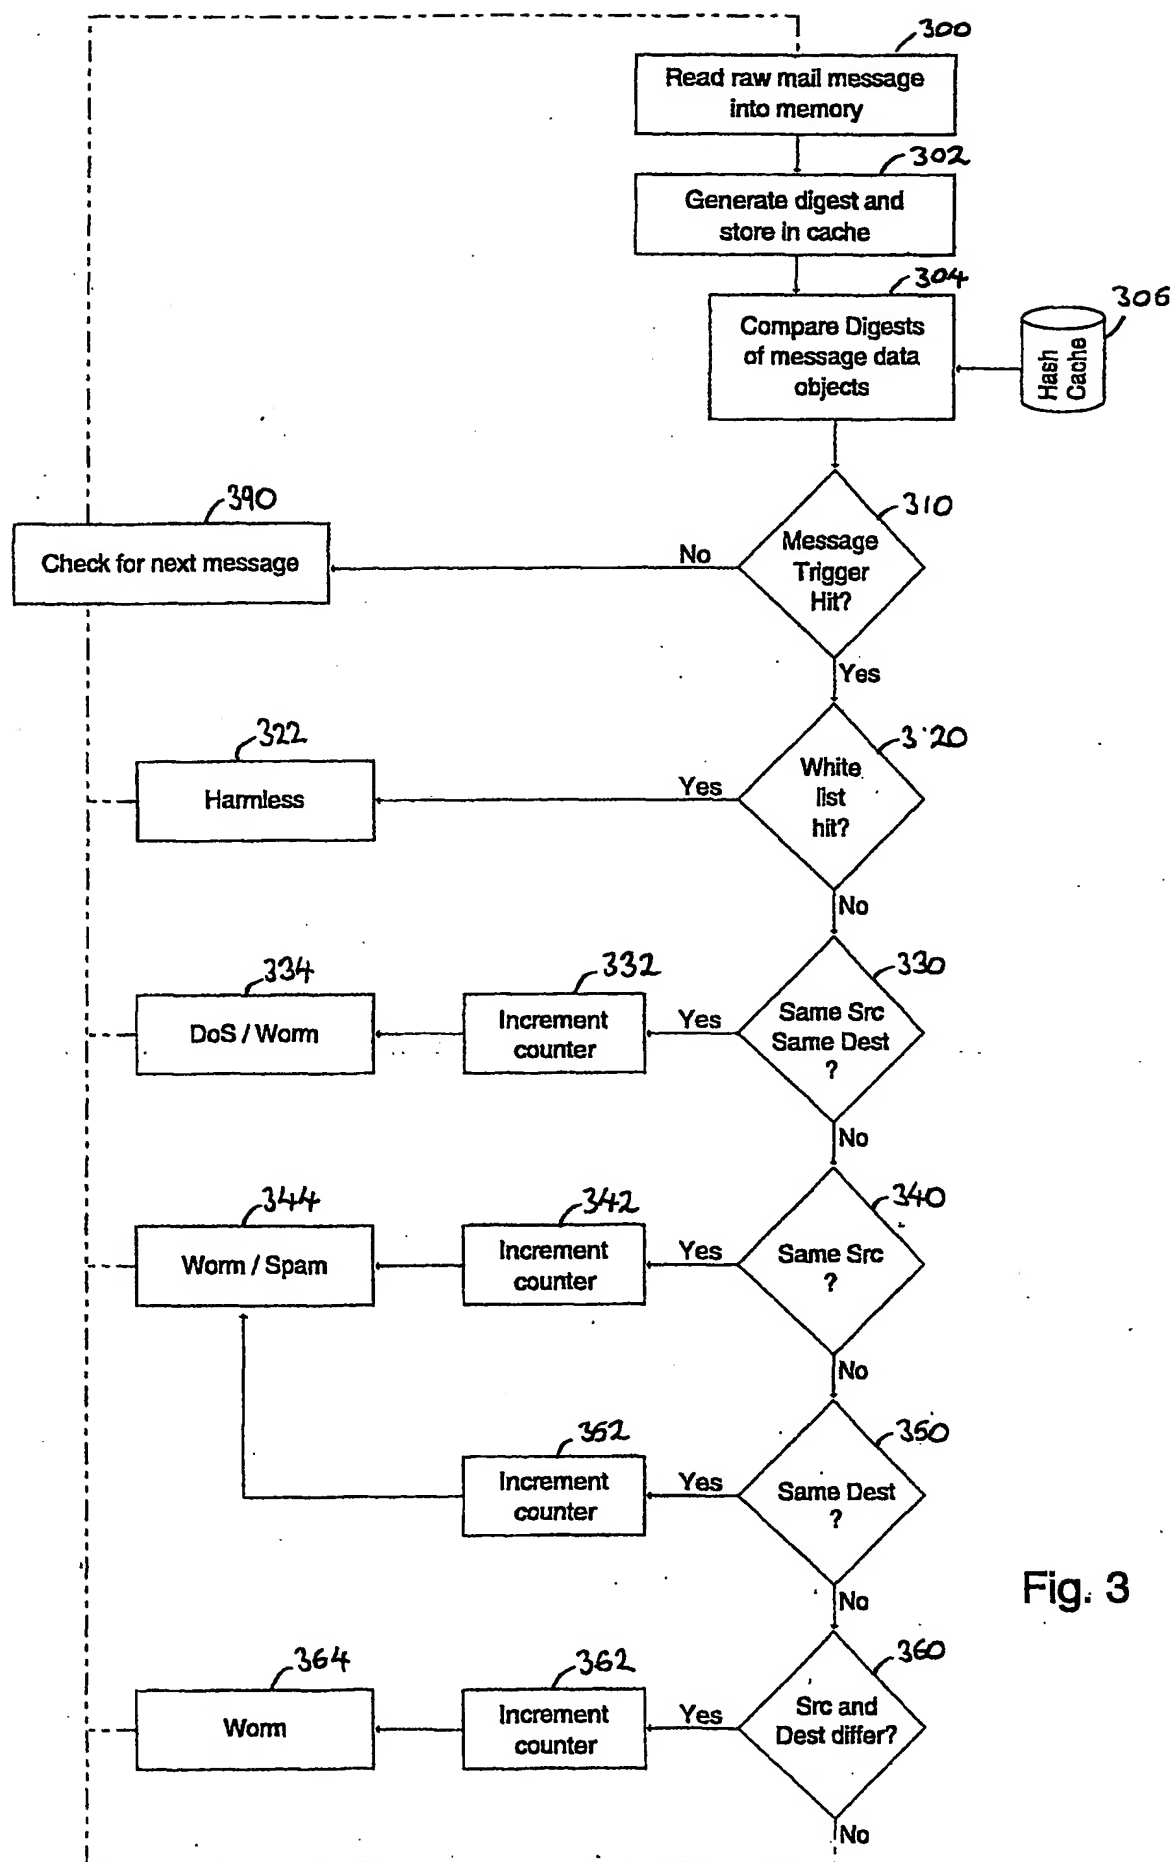 300
Read raw mail message
into memory
302
Generate digest and
store in cache
304
Compare Digests
of message data
objects
306
Hash
Cache
390
Check for next message
No
310
Message
Trigger
Hit?
Yes
322
Harmless
Yes
320
White
list
hit?
No
334
DoS / Worm
332
Increment
counter
Yes
330
Same Src
Same Dest
?
No
344
Worm / Spam
342
Increment
counter
Yes
340
Same Src
?
No
352
Increment
counter
Yes
350
Same Dest
?
No
Fig. 3
364
Worm
362
Increment
counter
Yes
360
Src and
Dest differ?
No